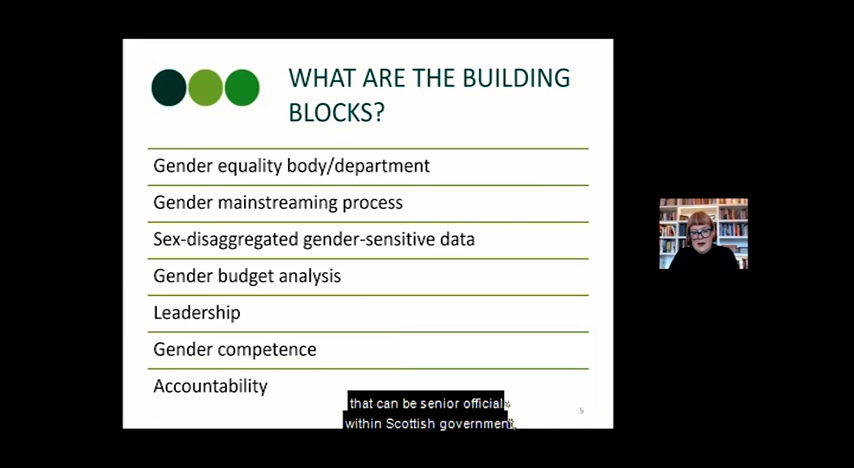 WHAT ARE THE BUILDING
BLOCKS?
Gender equality body/department
Gender mainstreaming process
Sex-disaggregated gender-sensitive data
Gender budget analysis
Leadership
Gender competence
Accountability
that can be senior officials
within Scottish government,
5